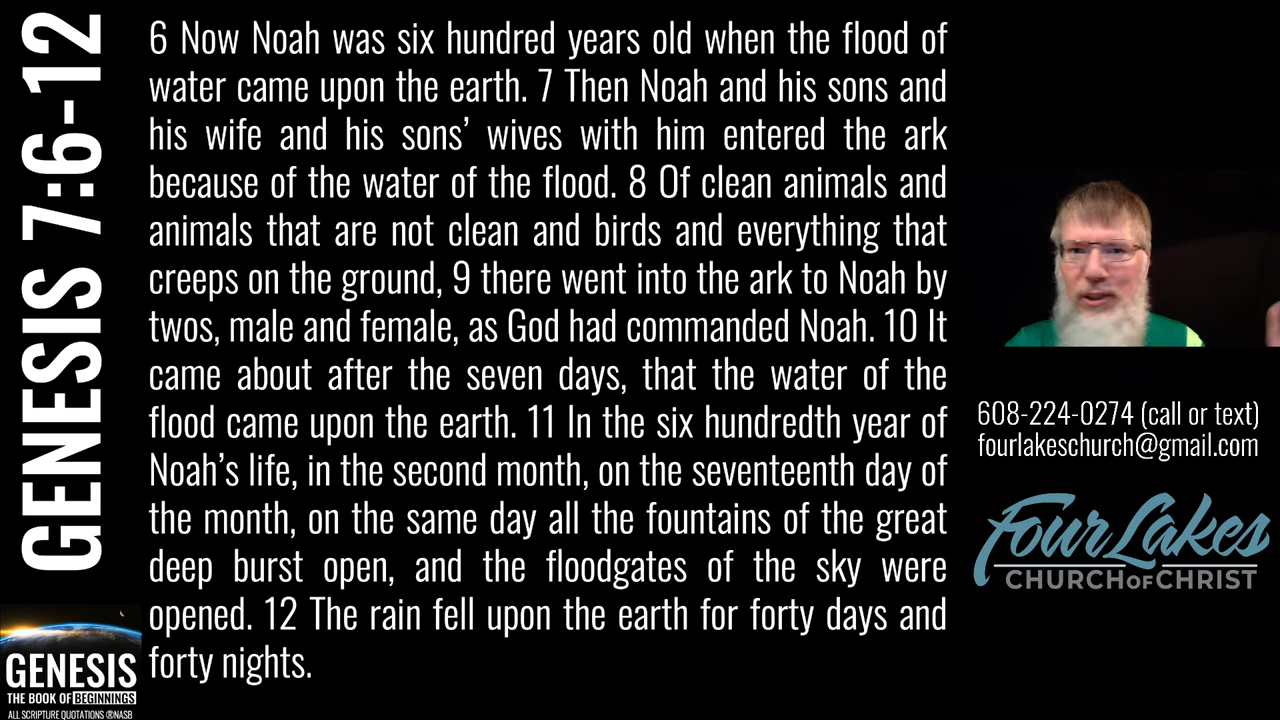 GENESIS 7:6-12
6 Now Noah was six hundred years old when the flood of
water came upon the earth. 7 Then Noah and his sons and
his wife and his sons’ wives with him entered the ark
because of the water of the flood. 8 Of clean animals and
animals that are not clean and birds and everything that
creeps on the ground, 9 there went into the ark to Noah by
twos, male and female, as God had commanded Noah. 10 It
came about after the seven days, that the water of the
flood came upon the earth. 11 In the six hundredth year of
Noah’s life, in the second month, on the seventeenth day of
the month, on the same day all the fountains of the great
deep burst open, and the floodgates of the sky were
opened. 12 The rain fell upon the earth for forty days and
forty nights.
GENESIS
THE BOOK OF BEGINNINGS
ALL SCRIPTURE QUOTATIONS ®NASB
608-224-0274 (call or text)
fourlakeschurch@gmail.com
Four Lakes
CHURCH OF CHRIST